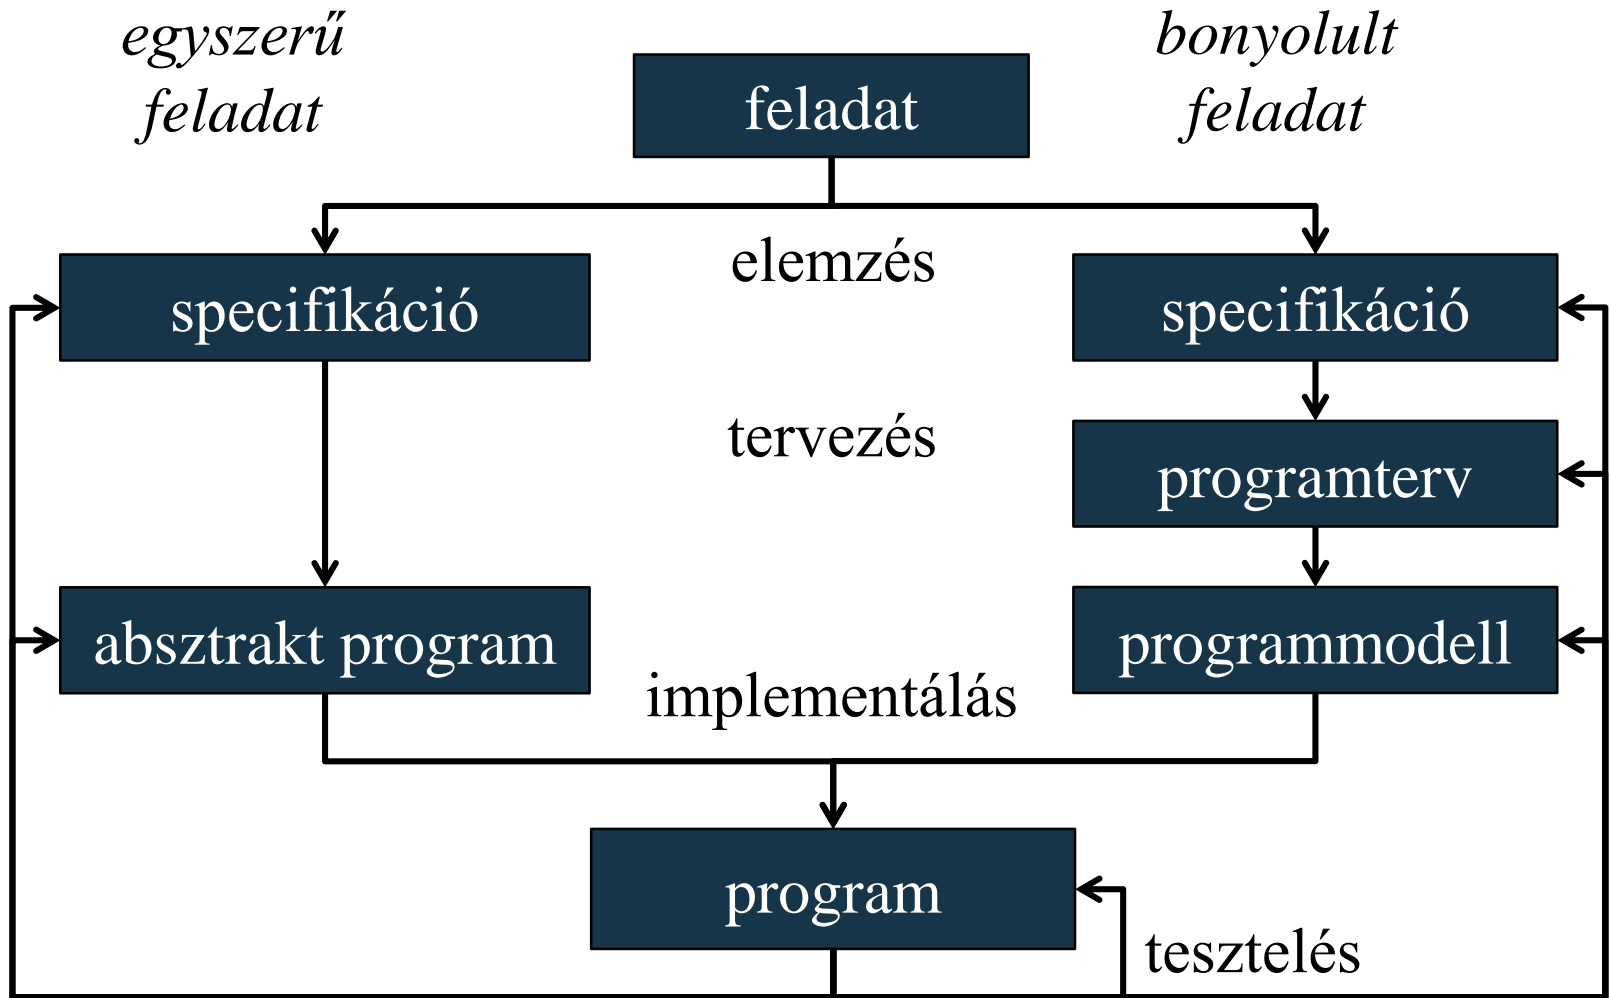 egyszerű
feladat
feladat
bonyolult
feladat
elemzés
specifikáció
specifikáció
tervezés
programterv
absztrakt program
programmodell
implementálás
program
tesztelés